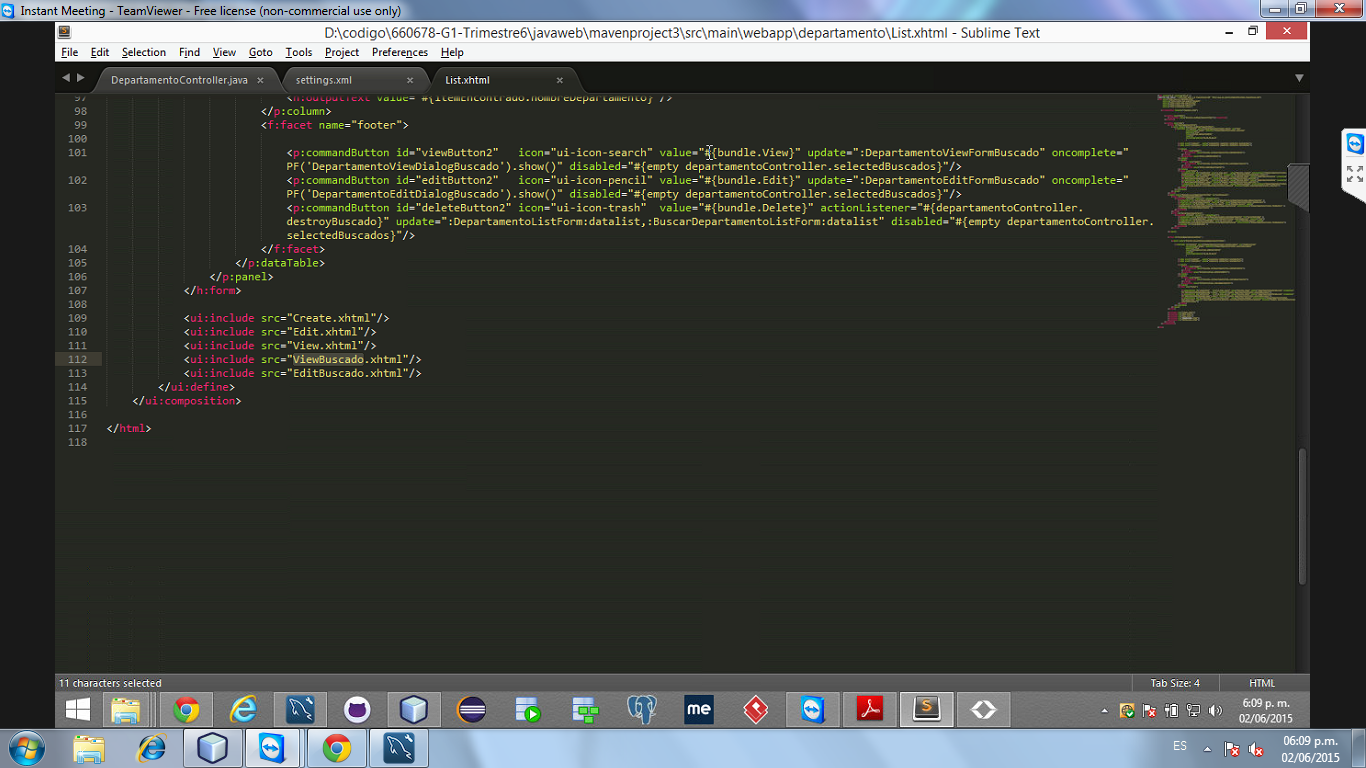 Instant Meeting - TeamViewer - Free license (non-commercial use only)
D:\codigo\660678-G1-Trimestre6\javaweb\mavenproject3\src\main\webapp\departamento\List.xhtml - Sublime Text
File Edit Selection Find View Goto Tools Project Preferences Help
DepartamentoController.java settings.xml List.xhtml
97 <h:outputText value="#{itemEncontrado.nombreDepartamento}"/>
98 </p:column>
99 <f:facet name="footer">
100
101 <p:commandButton id="viewButton2" icon="ui-icon-search" value="#{bundle.View}" update=":DepartamentoViewFormBuscado" oncomplete="
PF('DepartamentoViewDialogBuscado').show()" disabled="#{empty departamentoController.selectedBuscados}"/>
102 <p:commandButton id="editButton2" icon="ui-icon-pencil" value="#{bundle.Edit}" update=":DepartamentoEditFormBuscado" oncomplete="
PF('DepartamentoEditDialogBuscado').show()" disabled="#{empty departamentoController.selectedBuscados}"/>
103 <p:commandButton id="deleteButton2" icon="ui-icon-trash" value="#{bundle.Delete}" actionListener="#{departamentoController.
destroyBuscado}" update=":DepartamentoListForm:datalist,:BuscarDepartamentoListForm:datalist" disabled="#{empty departamentoController.
selectedBuscados}"/>
104 </f:facet>
105 </p:dataTable>
106 </p:panel>
107 </h:form>
108
109 <ui:include src="Create.xhtml"/>
110 <ui:include src="Edit.xhtml"/>
111 <ui:include src="View.xhtml"/>
112 <ui:include src="ViewBuscado.xhtml"/>
113 <ui:include src="EditBuscado.xhtml"/>
114 </ui:define>
115 </ui:composition>
116
117 </html>
118
11 characters selected Tab Size: 4 HTML
me
6:09 p.m.
02/06/2015
ES
06:09 p.m.
02/06/2015